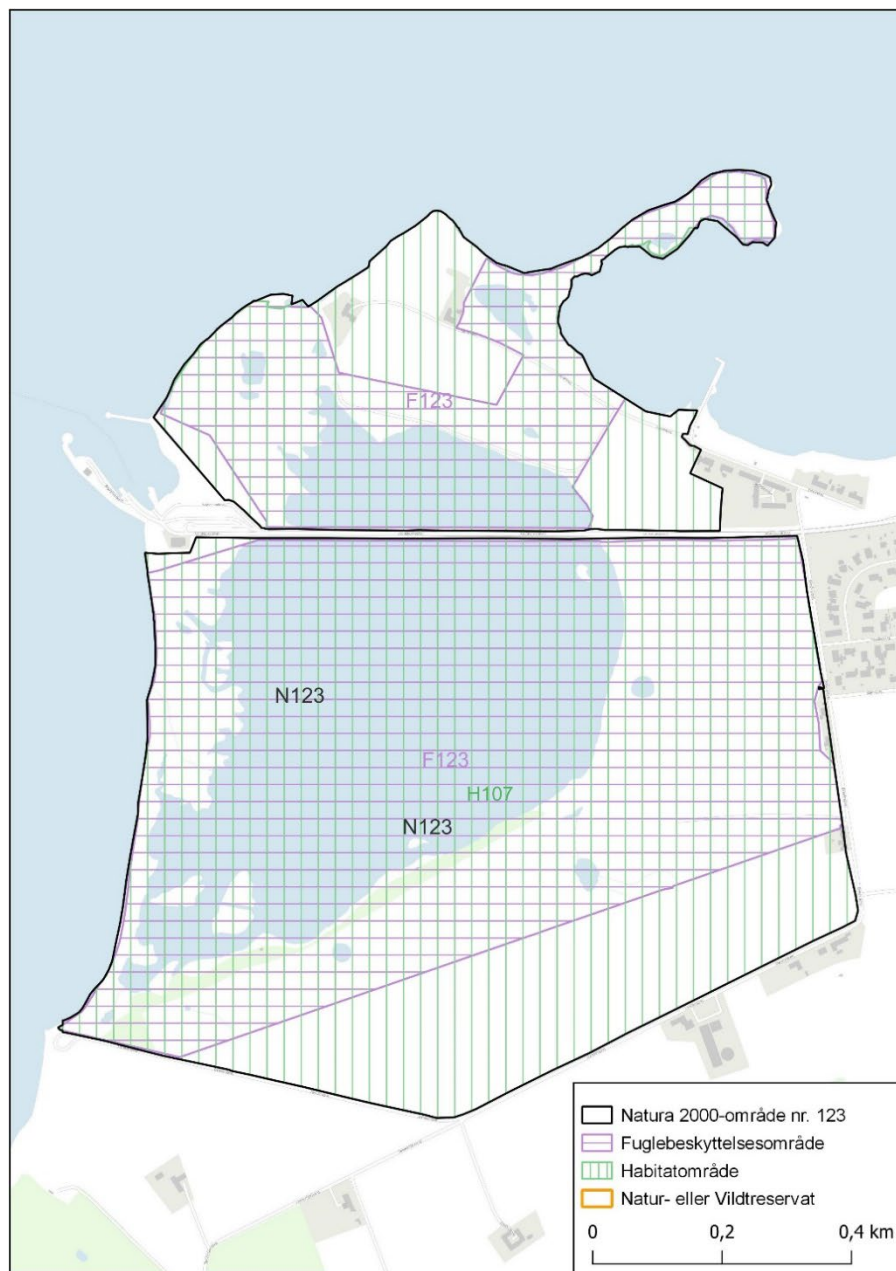 F123
N123
F123
H107
N123
Natura 2000-område nr. 123
Fuglebeskyttelsesområde
Habitatområde
Natur- eller Vildtreservat
0 0,2 0,4 km